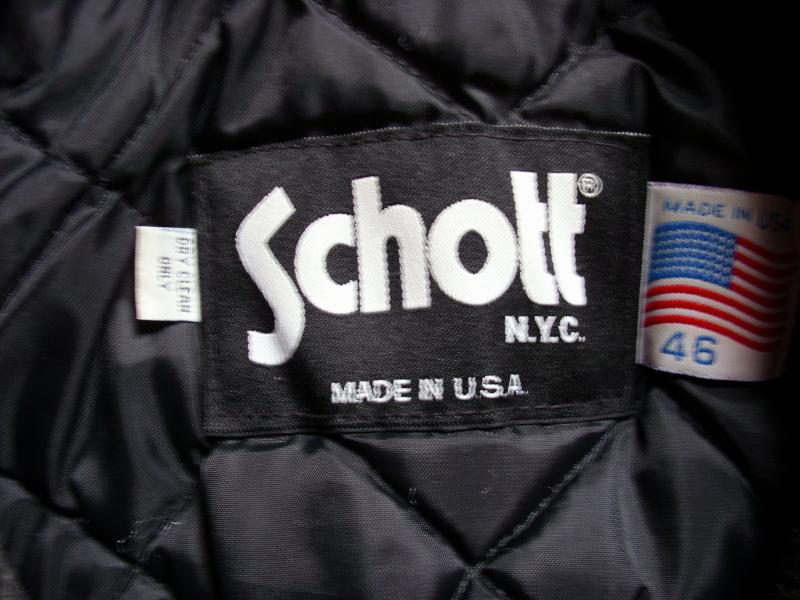 Schott®
N.Y.C.
MADE IN U.S.A.
DRY CLEAN
ONLY
MADE IN USA
46